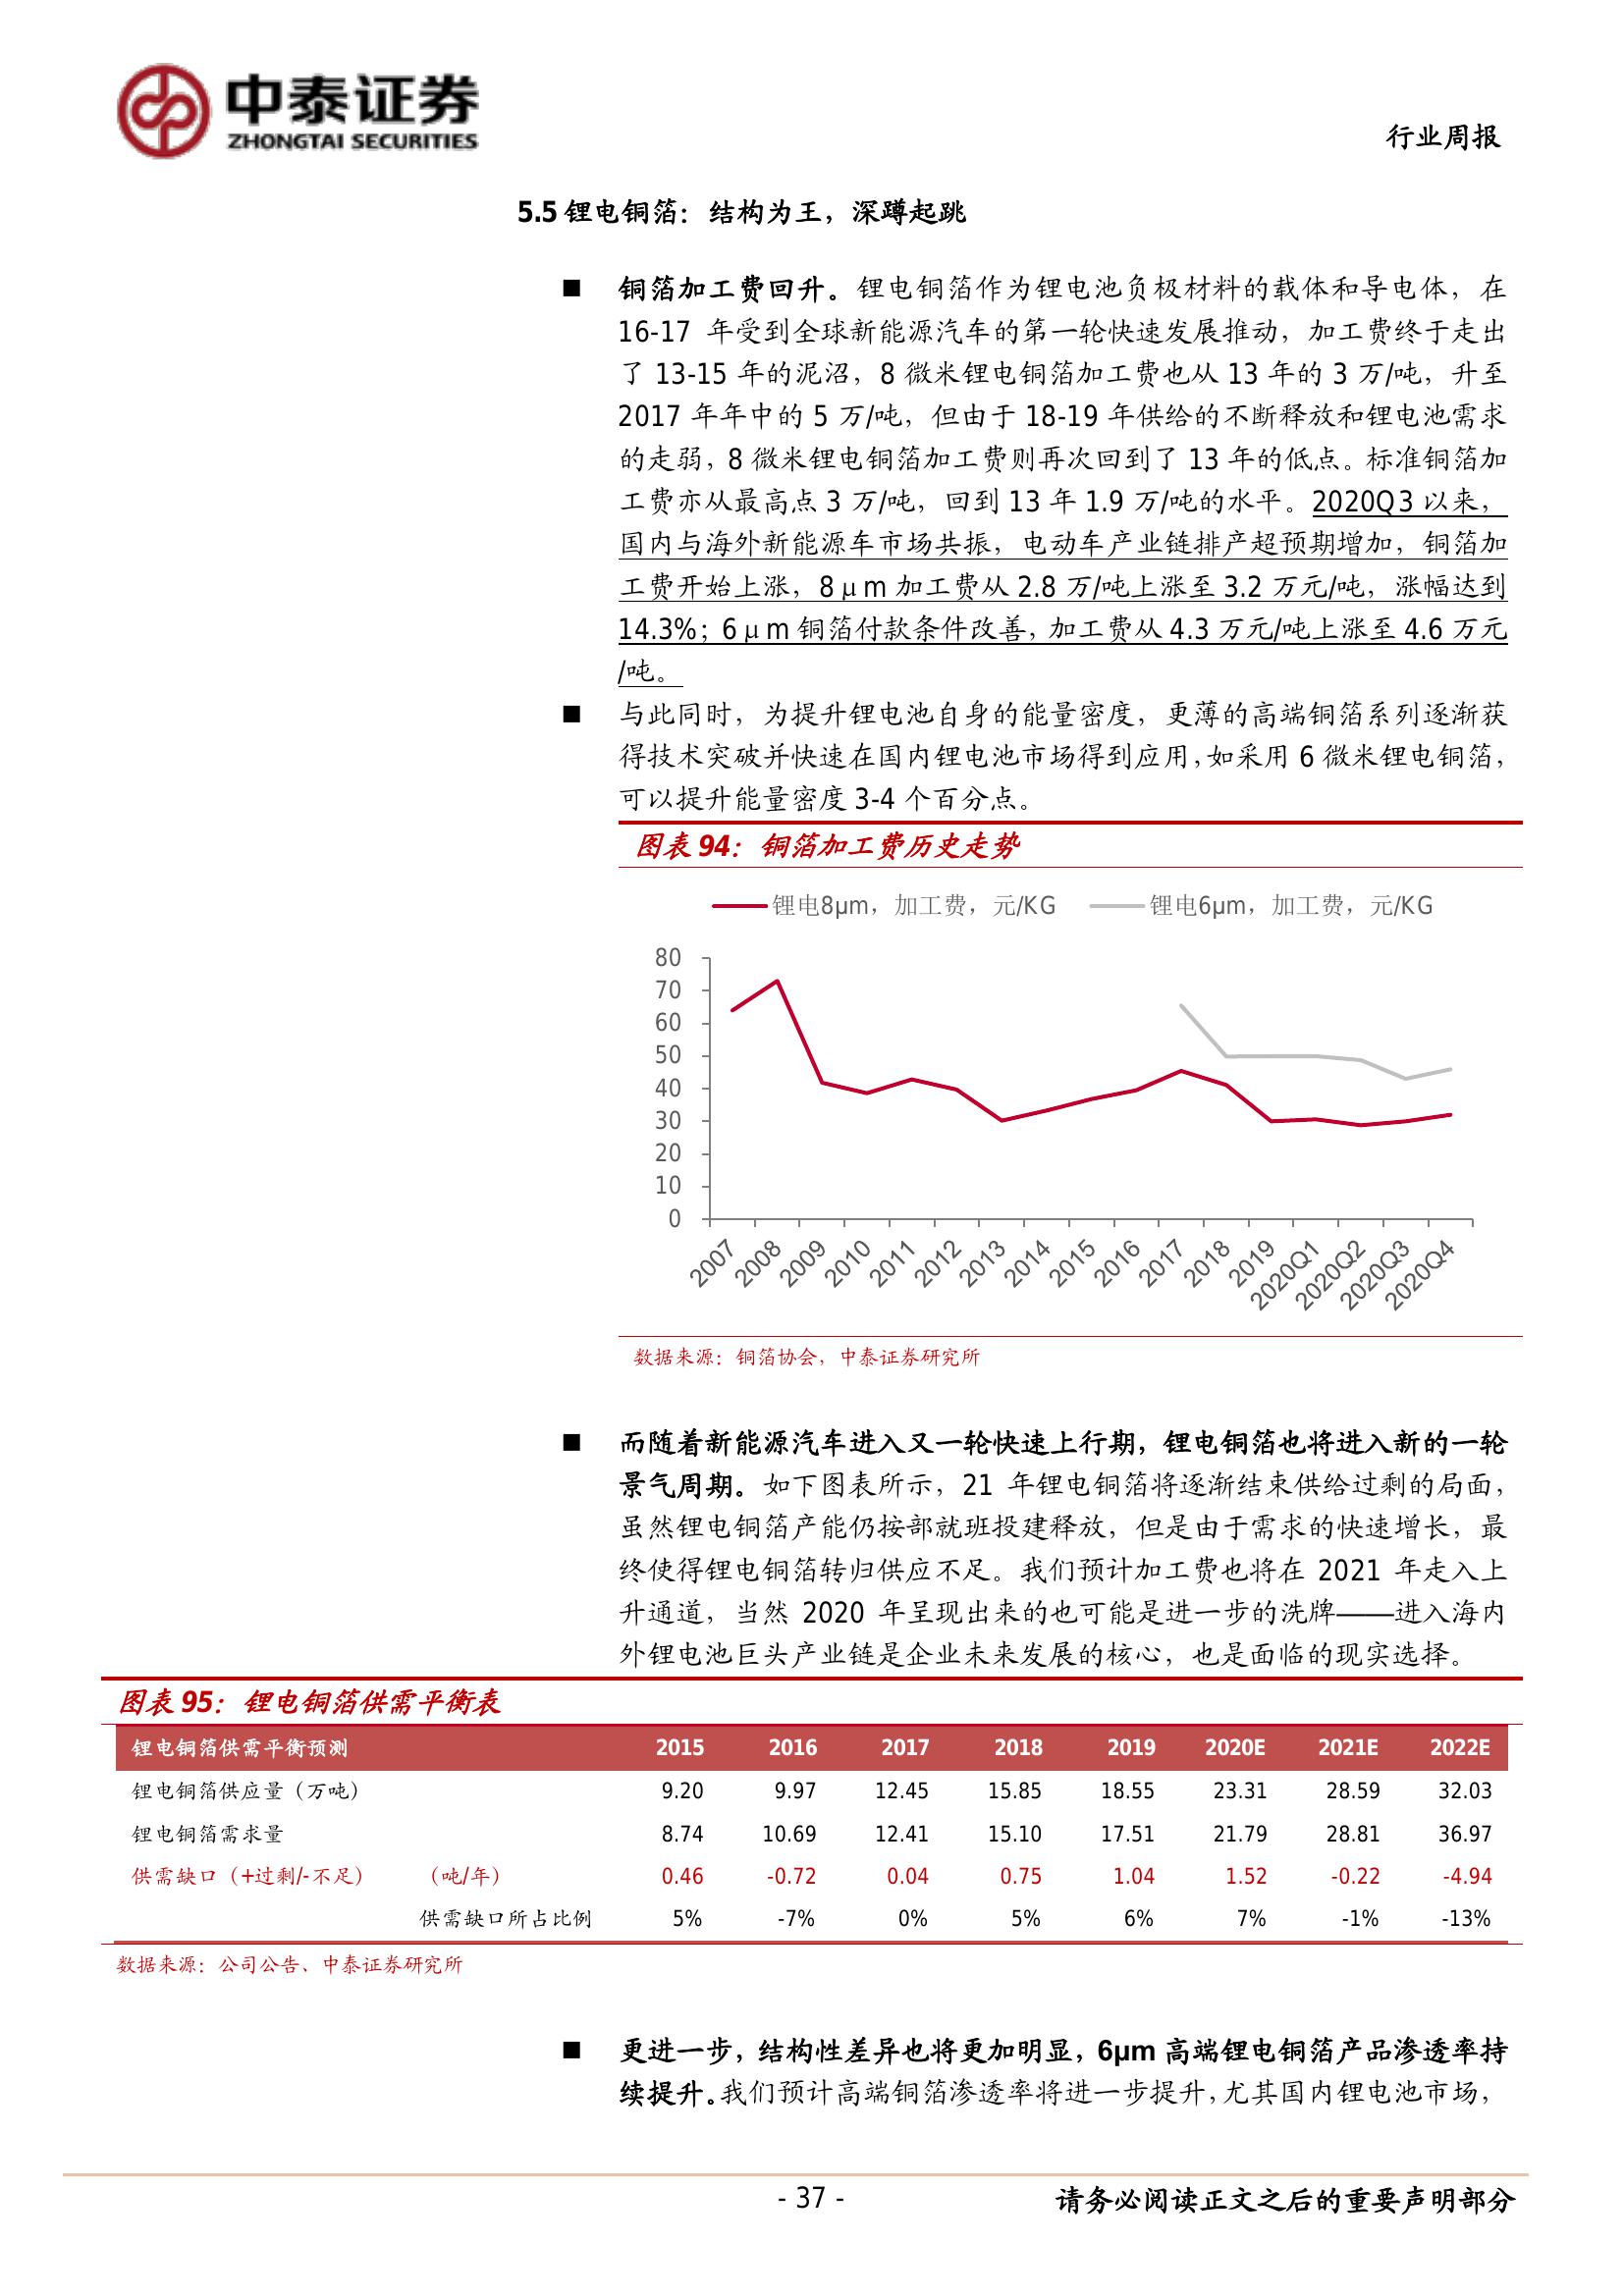 中泰证券
ZHONGTAI SECURITIES
行业周报
5.5 锂电铜箔：结构为王，深蹲起跳
■ 铜箔加工费回升。锂电铜箔作为锂电池负极材料的载体和导电体，在
16-17 年受到全球新能源汽车的第一轮快速发展推动，加工费终于走出
了 13-15 年的泥沼，8 微米锂电铜箔加工费也从 13 年的 3 万/吨，升至
2017 年年中的 5 万/吨，但由于 18-19 年供给的不断释放和锂电池需求
的走弱，8 微米锂电铜箔加工费则再次回到了 13 年的低点。标准铜箔加
工费亦从最高点 3 万/吨，回到 13 年 1.9 万/吨的水平。2020Q3 以来，
国内与海外新能源车市场共振，电动车产业链排产超预期增加，铜箔加
工费开始上涨，8μm 加工费从 2.8 万/吨上涨至 3.2 万元/吨，涨幅达到
14.3%；6μm 铜箔付款条件改善，加工费从 4.3 万元/吨上涨至 4.6 万元
/吨。
■ 与此同时，为提升锂电池自身的能量密度，更薄的高端铜箔系列逐渐获
得技术突破并快速在国内锂电池市场得到应用，如采用 6 微米锂电铜箔，
可以提升能量密度 3-4 个百分点。
图表 94：铜箔加工费历史走势
锂电8μm，加工费，元/KG 锂电6μm，加工费，元/KG
80
70
60
50
40
30
20
10
0
2007 2008 2009 2010 2011 2012 2013 2014 2015 2016 2017 2018 2019 2020Q1 2020Q2 2020Q3 2020Q4
数据来源：铜箔协会，中泰证券研究所
■ 而随着新能源汽车进入又一轮快速上行期，锂电铜箔也将进入新的一轮
景气周期。如下图表所示，21 年锂电铜箔将逐渐结束供给过剩的局面，
虽然锂电铜箔产能仍按部就班投建释放，但是由于需求的快速增长，最
终使得锂电铜箔转归供应不足。我们预计加工费也将在 2021 年走入上
升通道，当然 2020 年呈现出来的也可能是进一步的洗牌——进入海内
外锂电池巨头产业链是企业未来发展的核心，也是面临的现实选择。
图表 95：锂电铜箔供需平衡表
锂电铜箔供需平衡预测 2015 2016 2017 2018 2019 2020E 2021E 2022E
锂电铜箔供应量（万吨） 9.20 9.97 12.45 15.85 18.55 23.31 28.59 32.03
锂电铜箔需求量 8.74 10.69 12.41 15.10 17.51 21.79 28.81 36.97
供需缺口（+过剩/-不足） （吨/年） 0.46 -0.72 0.04 0.75 1.04 1.52 -0.22 -4.94
供需缺口所占比例 5% -7% 0% 5% 6% 7% -1% -13%
数据来源：公司公告、中泰证券研究所
■ 更进一步，结构性差异也将更加明显，6μm 高端锂电铜箔产品渗透率持
续提升。我们预计高端铜箔渗透率将进一步提升，尤其国内锂电池市场，
- 37 -
请务必阅读正文之后的重要声明部分